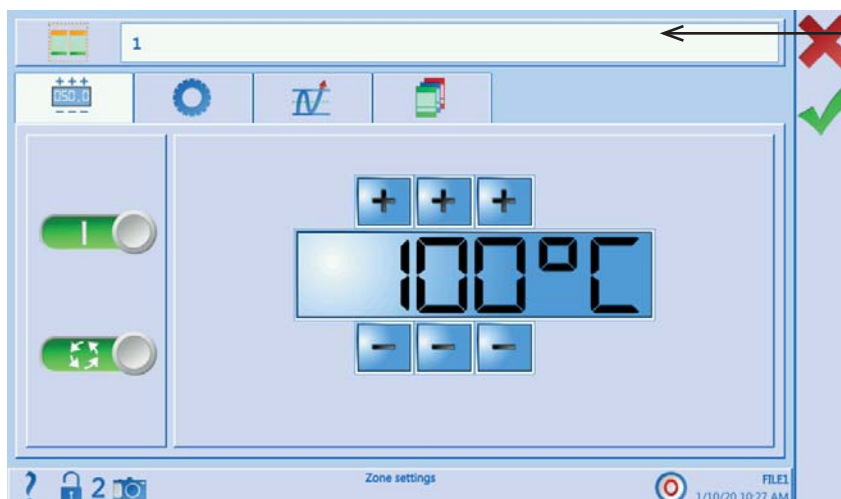 1
+++
050.0
---
+ + +
100°C
- - -
? 2
Zone settings
FILE1
1/10/20 10:27 AM